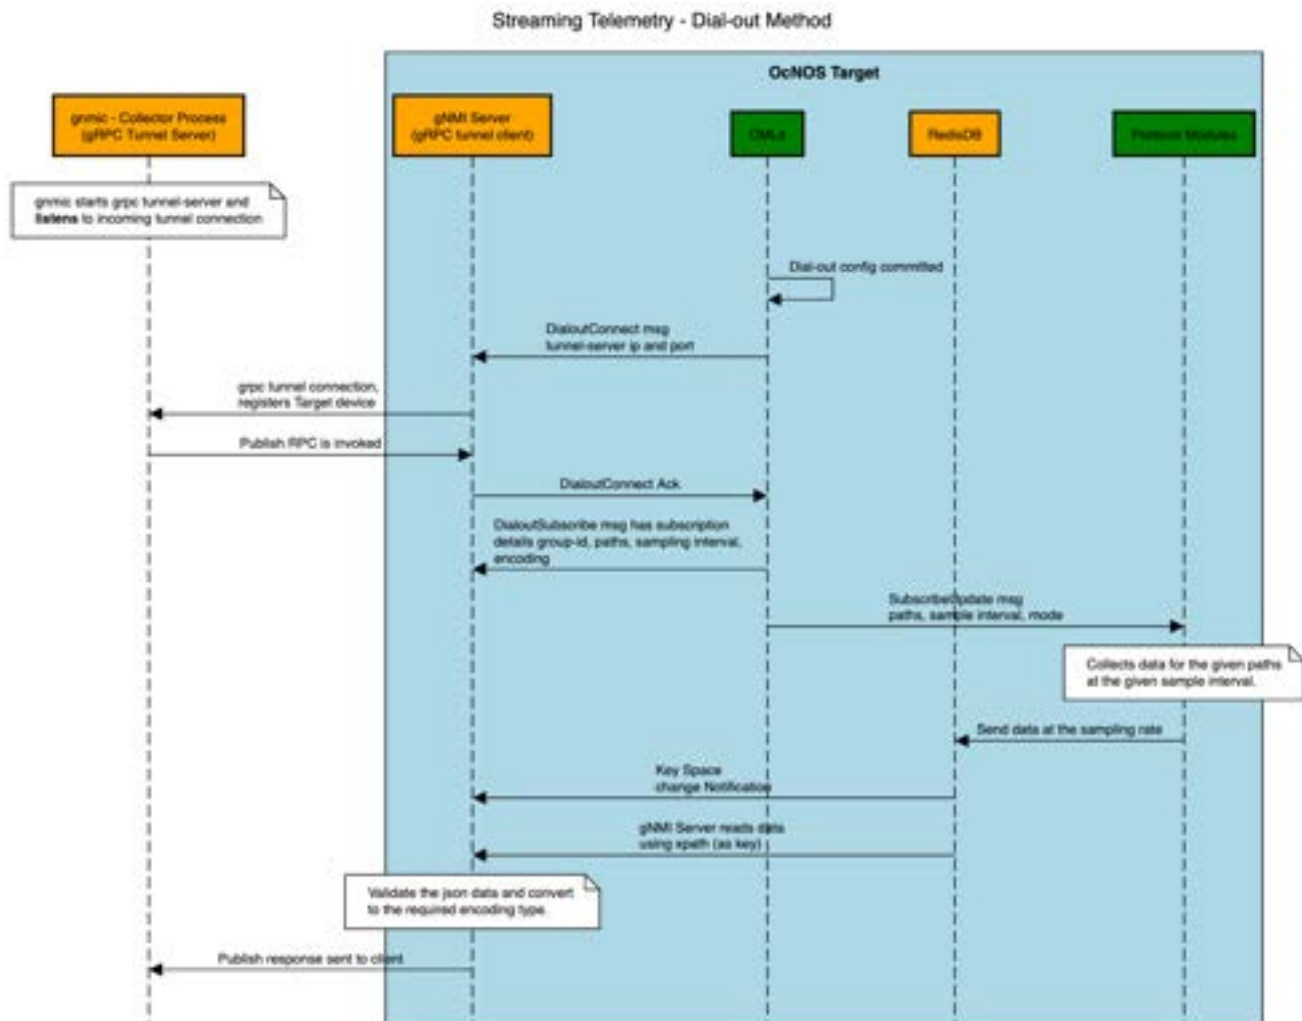 Streaming Telemetry - Dial-out Method
OcNOS Target
gnmic - Collector Process
(gRPC Tunnel Server)
gNMI Server
(gRPC tunnel client)
CMLs
RedisDB
Protocol Modules
gnmic starts grpc tunnel-server and
listens to incoming tunnel connection
Dial-out config committed
DialoutConnect msg
tunnel-server ip and port
grpc tunnel connection,
registers Target device
Publish RPC is invoked
DialoutConnect Ack
DialoutSubscribe msg has subscription
details group-id, paths, sampling interval,
encoding
SubscribeUpdate msg
paths, sample interval, mode
Collects data for the given paths
at the given sample interval.
Send data at the sampling rate
Key Space
change Notification
gNMI Server reads data
using xpath (as key)
Validate the json data and convert
to the required encoding type.
Publish response sent to client